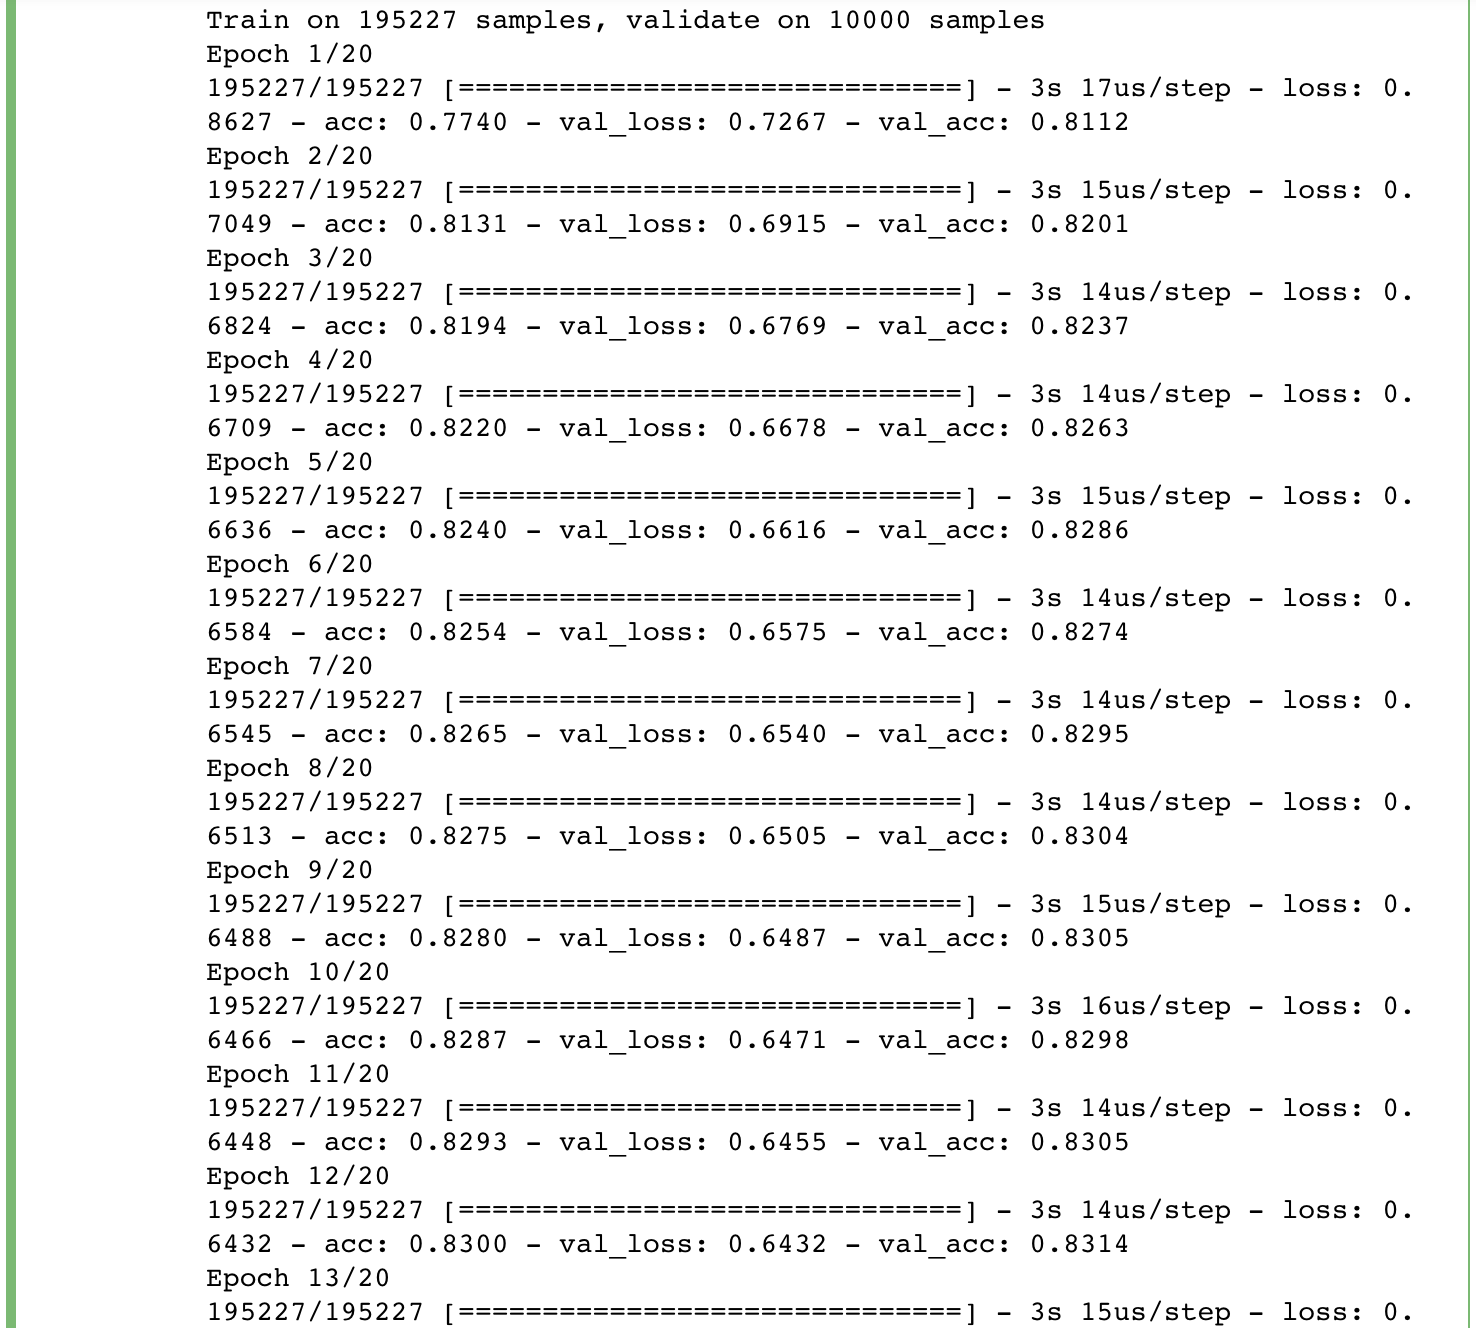 Train on 195227 samples, validate on 10000 samples
Epoch 1/20
195227/195227 [==============================] - 3s 17us/step - loss: 0.
8627 - acc: 0.7740 - val_loss: 0.7267 - val_acc: 0.8112
Epoch 2/20
195227/195227 [==============================] - 3s 15us/step - loss: 0.
7049 - acc: 0.8131 - val_loss: 0.6915 - val_acc: 0.8201
Epoch 3/20
195227/195227 [==============================] - 3s 14us/step - loss: 0.
6824 - acc: 0.8194 - val_loss: 0.6769 - val_acc: 0.8237
Epoch 4/20
195227/195227 [==============================] - 3s 14us/step - loss: 0.
6709 - acc: 0.8220 - val_loss: 0.6678 - val_acc: 0.8263
Epoch 5/20
195227/195227 [==============================] - 3s 15us/step - loss: 0.
6636 - acc: 0.8240 - val_loss: 0.6616 - val_acc: 0.8286
Epoch 6/20
195227/195227 [==============================] - 3s 14us/step - loss: 0.
6584 - acc: 0.8254 - val_loss: 0.6575 - val_acc: 0.8274
Epoch 7/20
195227/195227 [==============================] - 3s 14us/step - loss: 0.
6545 - acc: 0.8265 - val_loss: 0.6540 - val_acc: 0.8295
Epoch 8/20
195227/195227 [==============================] - 3s 14us/step - loss: 0.
6513 - acc: 0.8275 - val_loss: 0.6505 - val_acc: 0.8304
Epoch 9/20
195227/195227 [==============================] - 3s 15us/step - loss: 0.
6488 - acc: 0.8280 - val_loss: 0.6487 - val_acc: 0.8305
Epoch 10/20
195227/195227 [==============================] - 3s 16us/step - loss: 0.
6466 - acc: 0.8287 - val_loss: 0.6471 - val_acc: 0.8298
Epoch 11/20
195227/195227 [==============================] - 3s 14us/step - loss: 0.
6448 - acc: 0.8293 - val_loss: 0.6455 - val_acc: 0.8305
Epoch 12/20
195227/195227 [==============================] - 3s 14us/step - loss: 0.
6432 - acc: 0.8300 - val_loss: 0.6432 - val_acc: 0.8314
Epoch 13/20
195227/195227 [==============================] - 3s 15us/step - loss: 0.